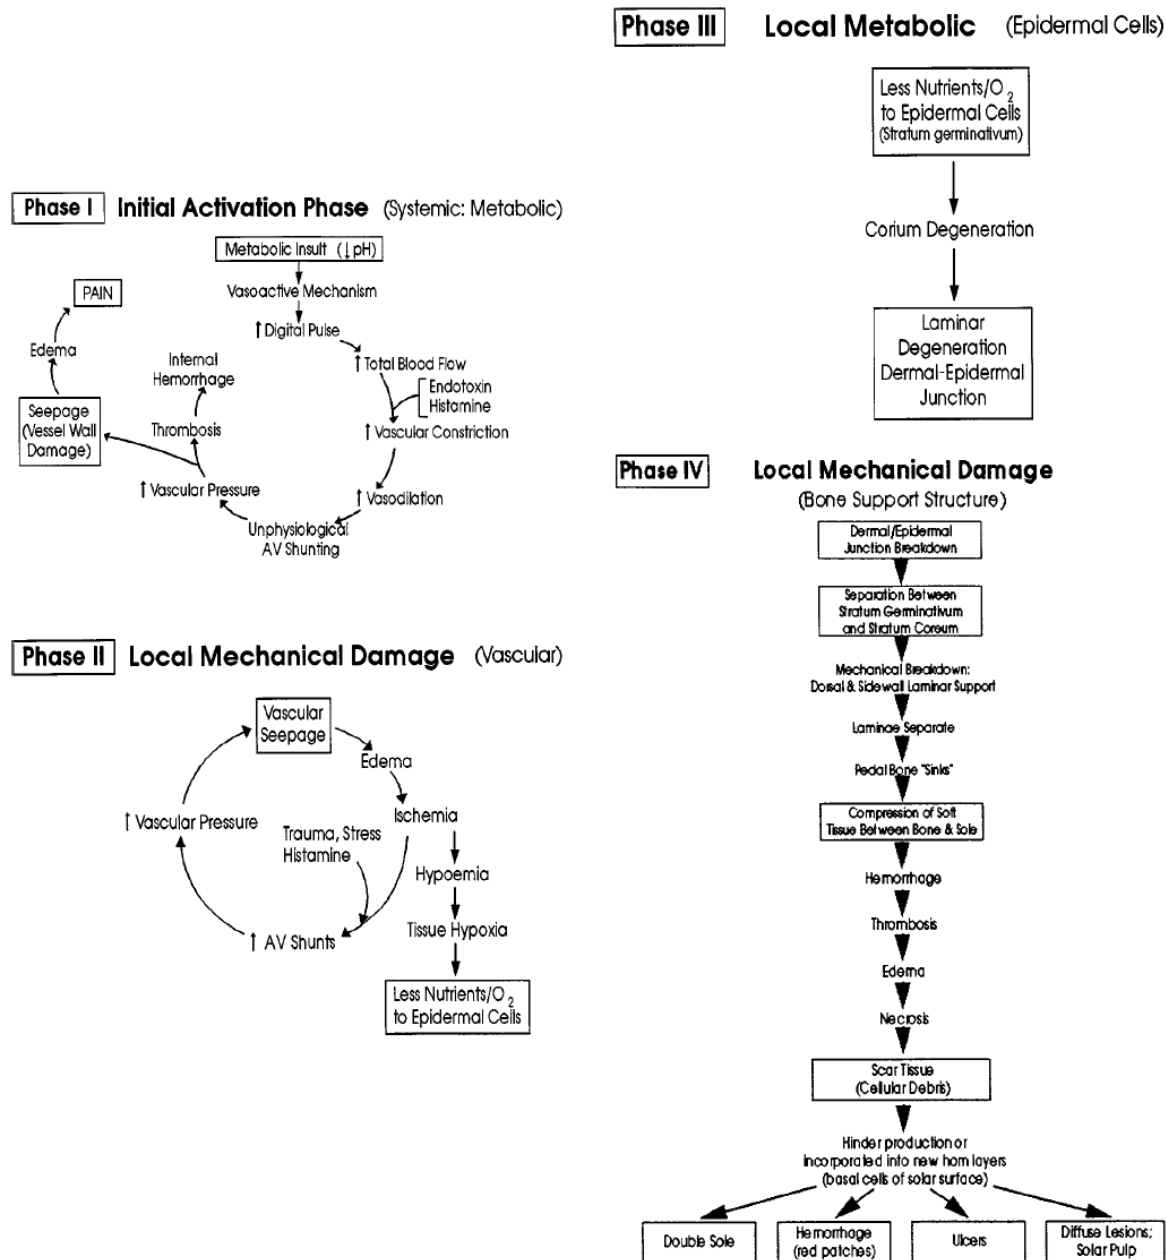 Phase I Initial Activation Phase (Systemic: Metabolic)
Metabolic Insult (↓pH)
Vasoactive Mechanism
↑ Digital Pulse
↑ Total Blood Flow
Endotoxin
Histamine
↑ Vascular Constriction
↑ Vasodilation
Unphysiological
AV Shunting
↑ Vascular Pressure
Thrombosis
Internal
Hemorrhage
Seepage
(Vessel Wall
Damage)
Edema
PAIN
Phase II Local Mechanical Damage (Vascular)
Vascular
Seepage
Edema
Ischemia
Trauma, Stress
Histamine
↑ AV Shunts
↑ Vascular Pressure
Hypoemia
Tissue Hypoxia
Less Nutrients/O2
to Epidermal Cells
Phase III Local Metabolic (Epidermal Cells)
Less Nutrients/O2
to Epidermal Cells
(Stratum germinativum)
Corium Degeneration
Laminar
Degeneration
Dermal-Epidermal
Junction
Phase IV Local Mechanical Damage
(Bone Support Structure)
Dermal/Epidermal
Junction Breakdown
Separation Between
Stratum Germinativum
and Stratum Coreum
Mechanical Breakdown:
Dorsal & Sidewall Laminar Support
Laminae Separate
Pedal Bone "Sinks"
Compression of Soft
Tissue Between Bone & Sole
Hemorrhage
Thrombosis
Edema
Necrosis
Scar Tissue
(Cellular Debris)
Hinder production or
incorporated into new horn layers
(basal cells of solar surface)
Double Sole
Hemorrhage
(red patches)
Ulcers
Diffuse Lesions;
Solar Pulp